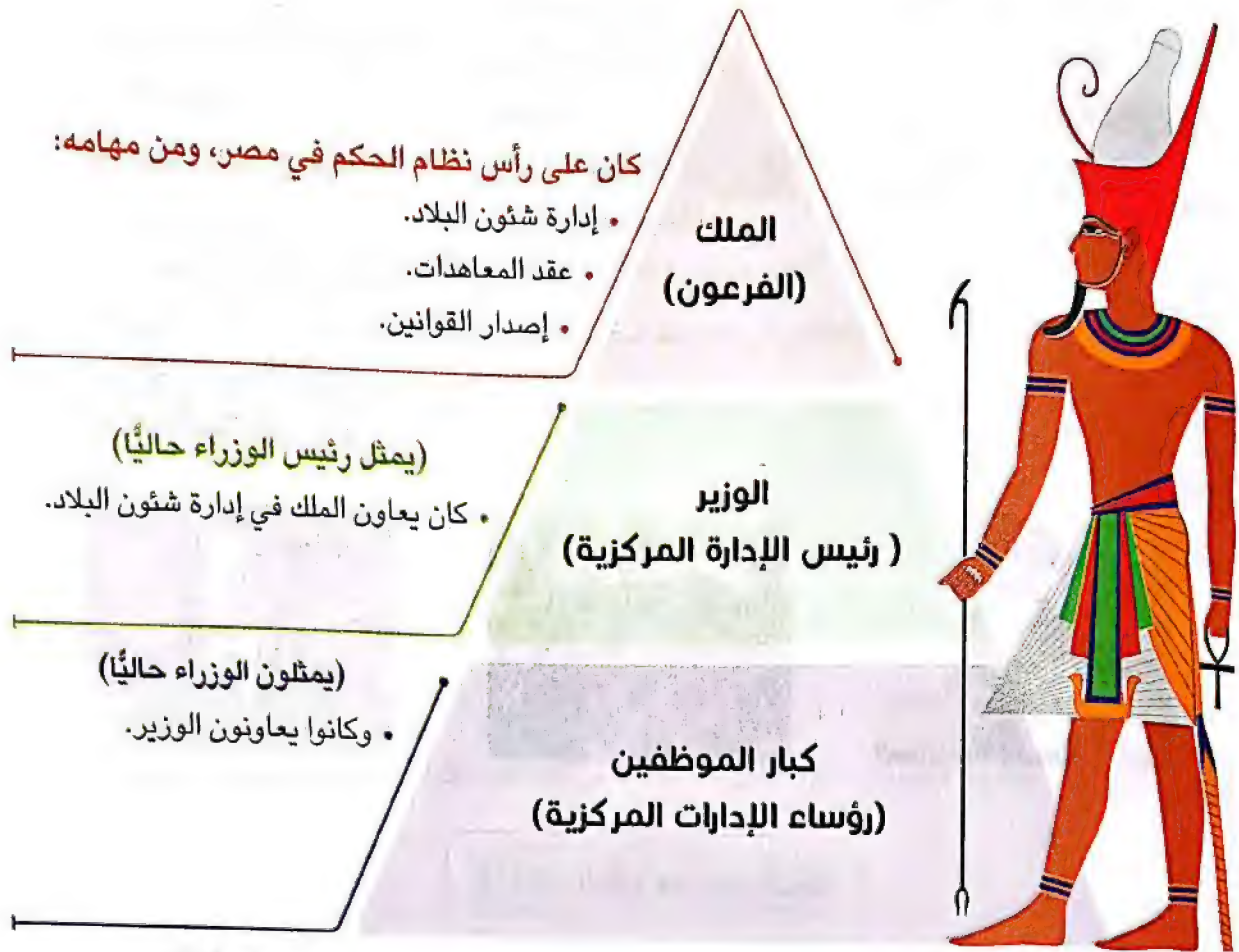 كان على رأس نظام الحكم في مصر، ومن مهامه:
• إدارة شئون البلاد.
• عقد المعاهدات.
• إصدار القوانين.
الملك
(الفرعون)
(يمثل رئيس الوزراء حاليًّا)
• كان يعاون الملك في إدارة شئون البلاد.
الوزير
( رئيس الإدارة المركزية)
(يمثلون الوزراء حاليًّا)
• وكانوا يعاونون الوزير.
كبار الموظفين
(رؤساء الإدارات المركزية)